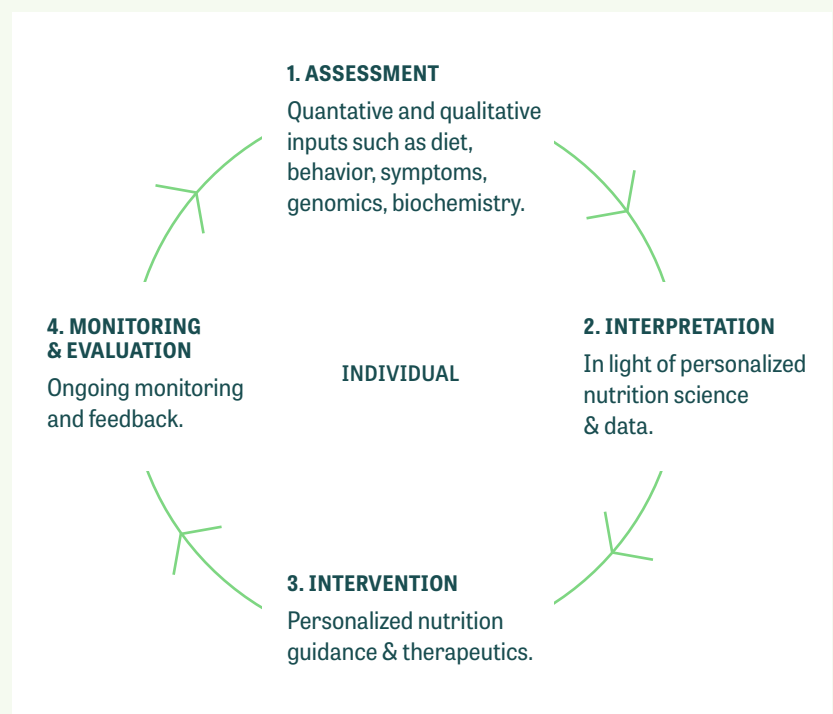 1. ASSESSMENT
Quantative and qualitative
inputs such as diet,
behavior, symptoms,
genomics, biochemistry.
2. INTERPRETATION
In light of personalized
nutrition science
& data.
3. INTERVENTION
Personalized nutrition
guidance & therapeutics.
4. MONITORING
& EVALUATION
Ongoing monitoring
and feedback.
INDIVIDUAL